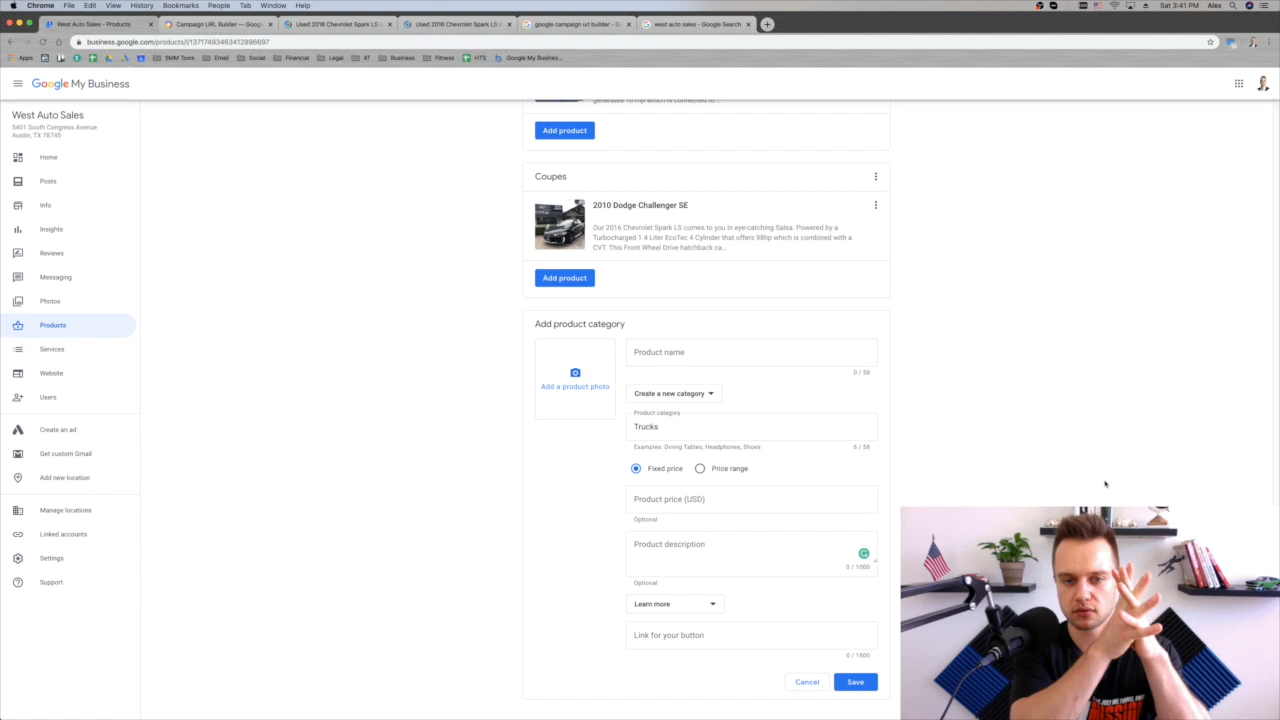 Chrome File Edit View History Bookmarks People Tab Window Help
Sat 3:41 PM Alex
West Auto Sales - Products
Campaign URL Builder — Goog
Used 2016 Chevrolet Spark LS i
Used 2016 Chevrolet Spark LS i
google campaign url builder - G
west auto sales - Google Search
business.google.com/products/l/13717493463412896697
Apps
SMM Tools
Email
Social
Financial
Legal
AT
Business
Fitness
HTS
Google My Busines...
Google My Business
West Auto Sales
5401 South Congress Avenue
Austin, TX 78745
Home
Posts
Info
Insights
Reviews
Messaging
Photos
Products
Services
Website
Users
Create an ad
Get custom Gmail
Add new location
Manage locations
Linked accounts
Settings
Support
generates 101hp which is connected to ...
Add product
Coupes
2010 Dodge Challenger SE
Our 2016 Chevrolet Spark LS comes to you in eye-catching Salsa. Powered by a
Turbocharged 1.4 Liter EcoTec 4 Cylinder that offers 98hp which is combined with a
CVT. This Front Wheel Drive hatchback ca...
Add product
Add product category
Add a product photo
Product name
0 / 58
Create a new category
Product category
Trucks
Examples: Dining Tables, Headphones, Shoes
6 / 58
Fixed price
Price range
Product price (USD)
Optional
Product description
0 / 1000
Optional
Learn more
Link for your button
0 / 1500
Cancel
Save